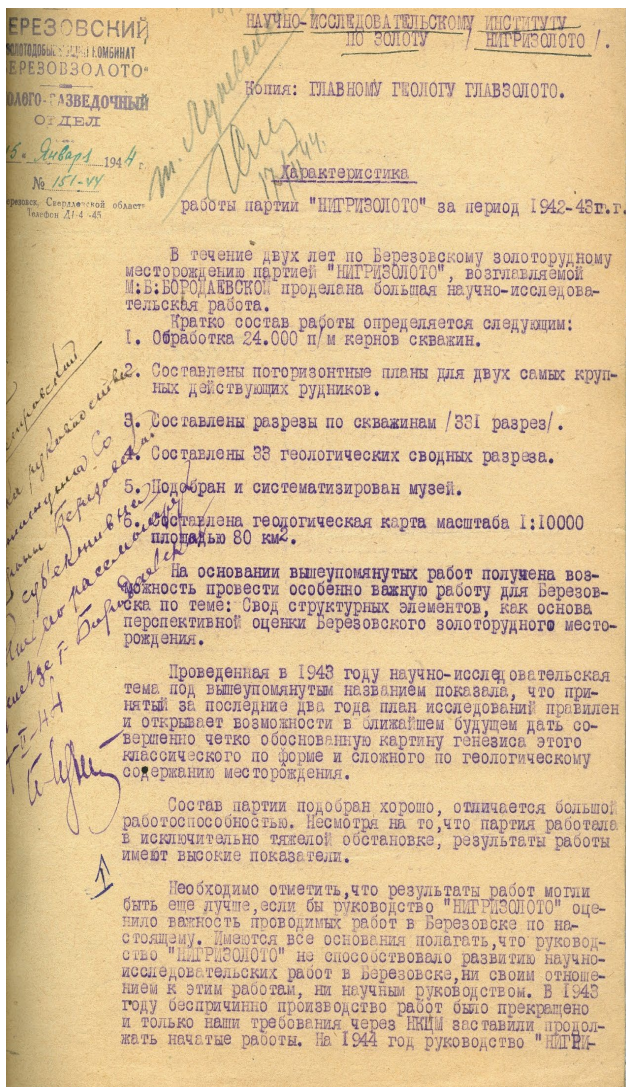 ЕРЕЗОВСКИЙ
ЗОЛОТОДОБЫ КОМБИНАТ
ЕРЕЗОВЗОЛОТО"
ОЛОГО-РАЗВЕДОЧНЫЙ
ОТДЕЛ
15 " Января 1944 г.
№ 151-44
ерезовск, Свердловской области
Телефон Д1-4-45
НАУЧНО-ИССЛЕДОВАТЕЛЬСКОМУ ИНСТИТУТУ
ПО ЗОЛОТУ / НИГРИЗОЛОТО /.
Копия: ГЛАВНОМУ ГЕОЛОГУ ГЛАВЗОЛОТО.
т.
Характеристика
работы партии "НИГРИЗОЛОТО" за период 1942-43г.г.
В течение двух лет по Березовскому золоторудному
месторождению партией "НИГРИЗОЛОТО", возглавляемой
М.Б.БОРОДАЕВСКОЙ проделана большая научно-исследова-
тельская работа.
Кратко состав работы определяется следующим:
1. Обработка 24.000 п/м кернов скважин.
2. Составлены погоризонтные планы для двух самых круп-
ных действующих рудников.
3. Составлены разрезы по скважинам /331 разрез/.
4. Составлены 33 геологических сводных разреза.
5. Подобран и систематизирован музей.
6. Составлена геологическая карта масштаба 1:10000
площадью 80 км2.
На основании вышеупомянутых работ получена воз-
можность провести особенно важную работу для Березов-
ска по теме: Свод структурных элементов, как основа
перспективной оценки Березовского золоторудного место-
рождения.
Проведенная в 1943 году научно-исследовательская
тема под вышеупомянутым названием показала, что при-
нятый за последние два года план исследований правилен
и открывает возможности в ближайшем будущем дать со-
вершенно четко обоснованную картину генезиса этого
классического по форме и сложного по геологическому
содержанию месторождения.
Состав партии подобран хорошо, отличается большой
работоспособностью. Несмотря на то,что партия работала
в исключительно тяжелой обстановке, результаты работы
имеют высокие показатели.
Необходимо отметить,что результаты работ могли
быть еще лучше,если бы руководство "НИГРИЗОЛОТО" оце-
нило важность проводимых работ в Березовске по на-
стоящему. Имеются все основания полагать,что руковод-
ство "НИГРИЗОЛОТО" не способствовало развитию научно-
исследовательских работ в Березовске,ни своим отноше-
нием к этим работам, ни научным руководством. В 1943
году беспричинно производство работ было прекращено
и только наши требования через НКЦМ заставили продол-
жать начатые работы. На 1944 год руководство "НИГРИ-